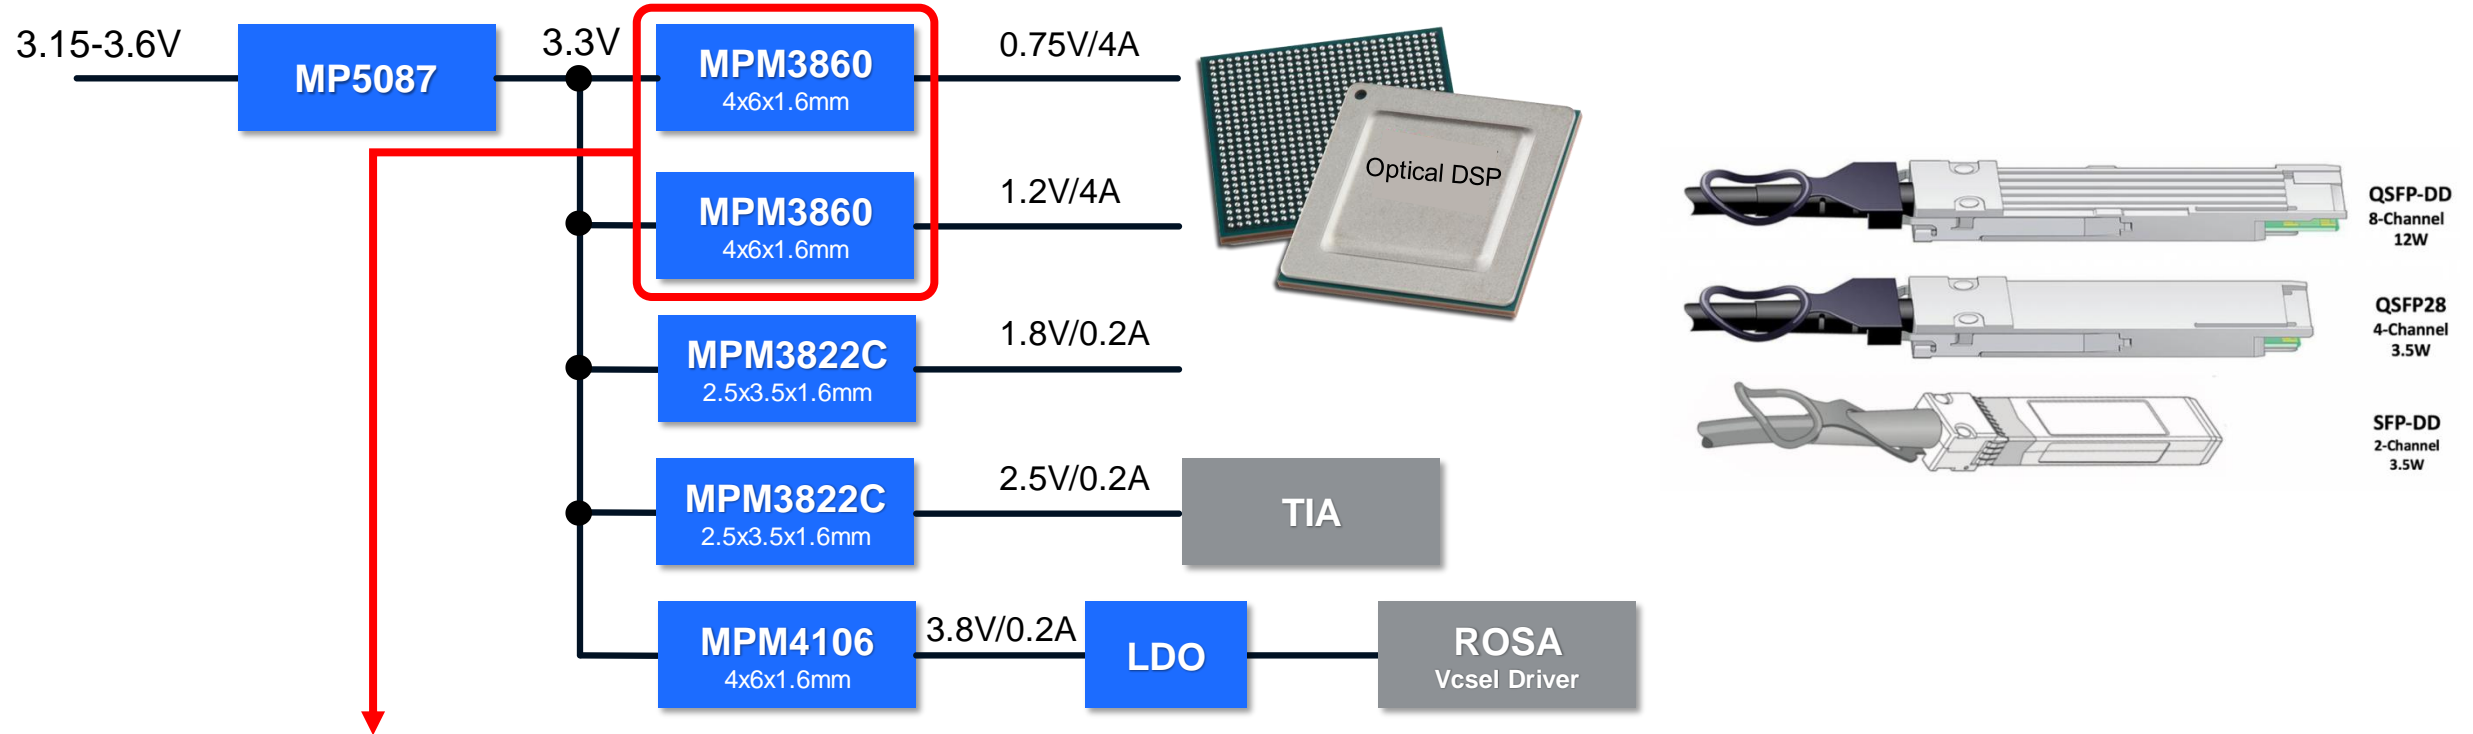 3.15-3.6V
MP5087
3.3V
MPM3860
4x6x1.6mm
0.75V/4A
MPM3860
4x6x1.6mm
1.2V/4A
MPM3822C
2.5x3.5x1.6mm
1.8V/0.2A
MPM3822C
2.5x3.5x1.6mm
2.5V/0.2A
TIA
MPM4106
4x6x1.6mm
3.8V/0.2A
LDO
ROSA
Vcsel Driver
Optical DSP
QSFP-DD
8-Channel
12W
QSFP28
4-Channel
3.5W
SFP-DD
2-Channel
3.5W